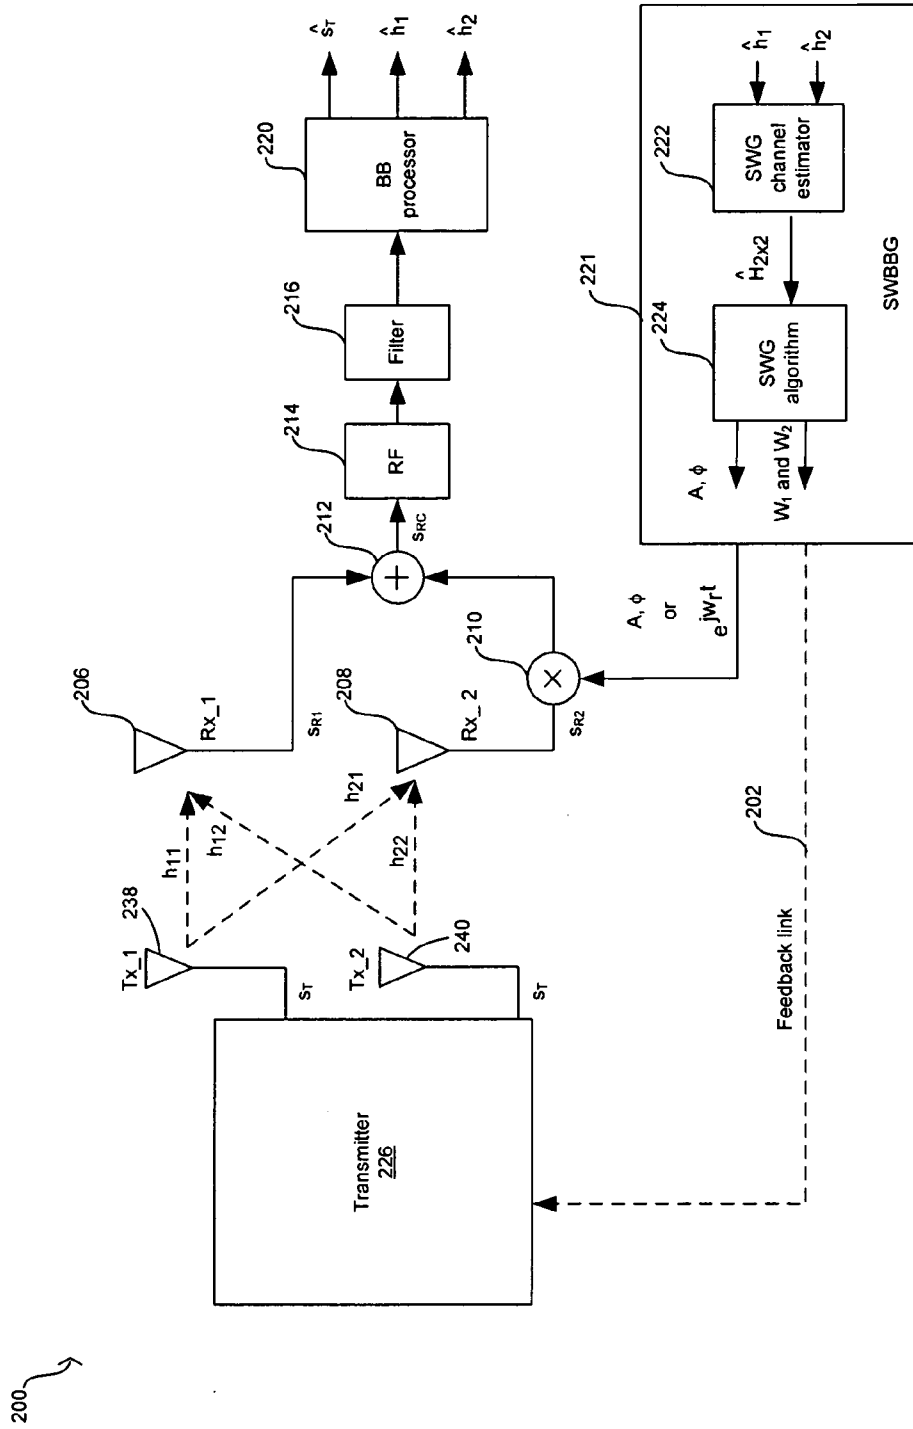 200
Transmitter
226
Tx_1
238
sT
Tx_2
240
sT
h11
h12
h21
h22
206
Rx_1
sR1
208
Rx_2
sR2
210
212
sRC
214
RF
216
Filter
220
BB
processor
ŝT
ĥ1
ĥ2
A, ϕ
or
e^jwrt
221
A, ϕ
W1 and W2
224
SWG
algorithm
Ĥ2x2
222
SWG
channel
estimator
ĥ1
ĥ2
SWBBG
202
Feedback link